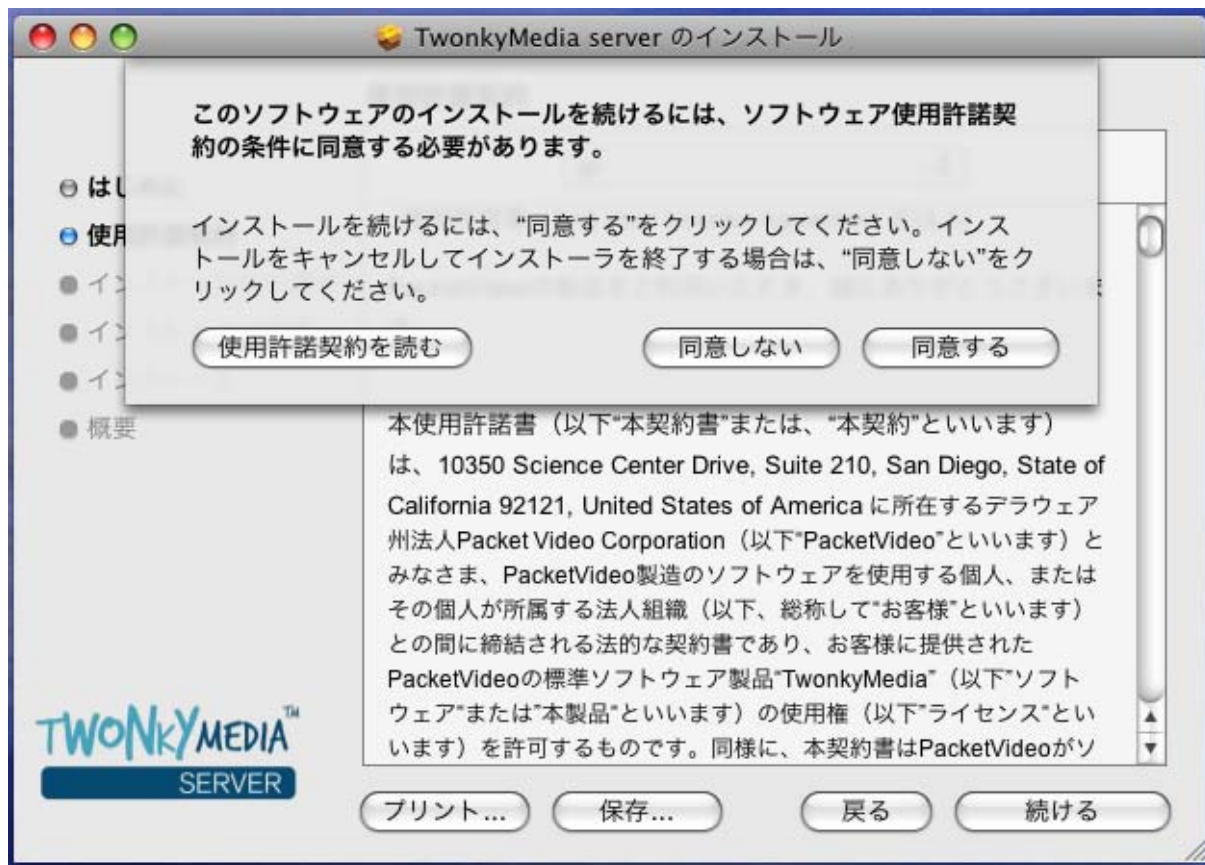 TwonkyMedia server のインストール
このソフトウェアのインストールを続けるには、ソフトウェア使用許諾契
約の条件に同意する必要があります。
インストールを続けるには、“同意する”をクリックしてください。インス
トールをキャンセルしてインストーラを終了する場合は、“同意しない”をク
リックしてください。
使用許諾契約を読む
同意しない
同意する
はじ
使用
イン
イン
イン
概要
ま
本使用許諾書（以下“本契約書”または、“本契約”といいます）
は、10350 Science Center Drive, Suite 210, San Diego, State of
California 92121, United States of America に所在するデラウェア
州法人Packet Video Corporation（以下“PacketVideo”といいます）と
みなさま、PacketVideo製造のソフトウェアを使用する個人、または
その個人が所属する法人組織（以下、総称して“お客様”といいます）
との間に締結される法的な契約書であり、お客様に提供された
PacketVideoの標準ソフトウェア製品“TwonkyMedia”（以下”ソフト
ウェア“または”本製品“といいます）の使用権（以下”ライセンス“とい
います）を許可するものです。同様に、本契約書はPacketVideoがソ
TWONKYMEDIA™
SERVER
プリント...
保存...
戻る
続ける